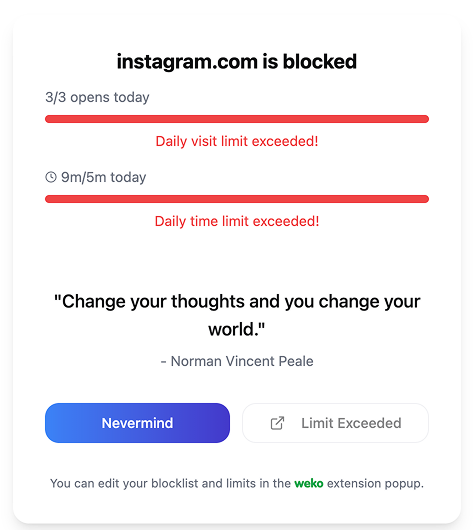 instagram.com is blocked
3/3 opens today
Daily visit limit exceeded!
9m/5m today
Daily time limit exceeded!
"Change your thoughts and you change your
world."
– Norman Vincent Peale
Nevermind
Limit Exceeded
You can edit your blocklist and limits in the weko extension popup.